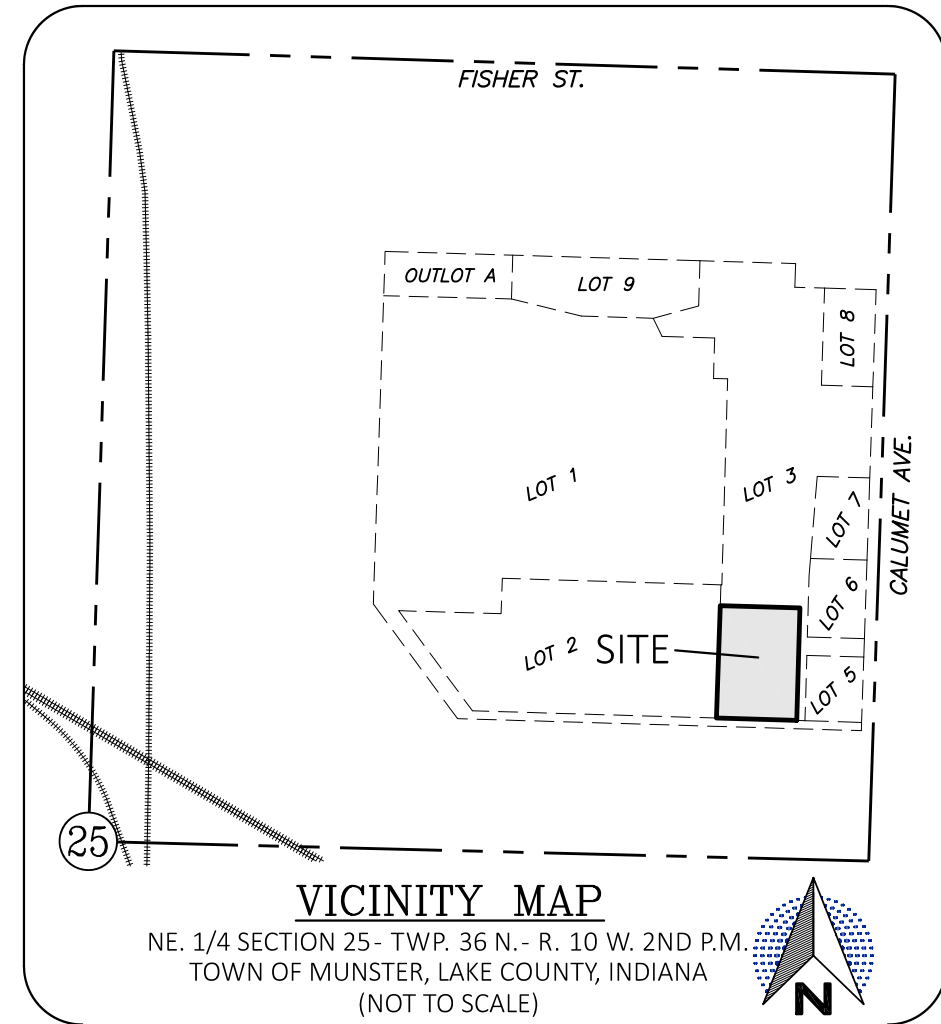 FISHER ST.
OUTLOT A
LOT 9
LOT 8
LOT 1
LOT 3
CALUMET AVE.
LOT 7
LOT 6
LOT 2
SITE
LOT 5
25
VICINITY MAP
NE. 1/4 SECTION 25- TWP. 36 N.- R. 10 W. 2ND P.M.
TOWN OF MUNSTER, LAKE COUNTY, INDIANA
(NOT TO SCALE)
N